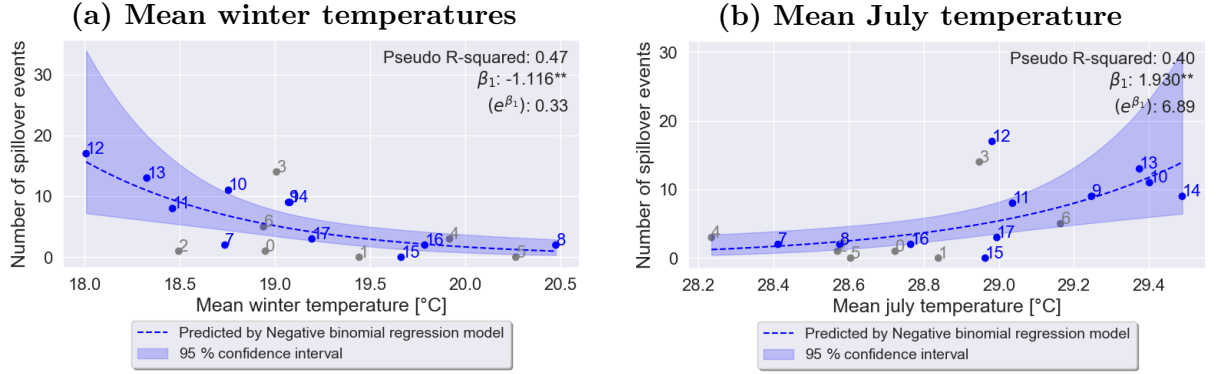 (a) Mean winter temperatures
Number of spillover events
30
20
10
0
Pseudo R-squared: 0.47
β1: -1.116**
(e^β1): 0.33
12
13
11
10
7
6
0
2
3
17
1
15
16
4
5
8
18.0 18.5 19.0 19.5 20.0 20.5
Mean winter temperature [°C]
Predicted by Negative binomial regression model
95 % confidence interval
(b) Mean July temperature
Number of spillover events
30
20
10
0
Pseudo R-squared: 0.40
β1: 1.930**
(e^β1): 6.89
4
7
8
5
16
0
1
3
12
11
17
15
6
9
13
10
14
28.2 28.4 28.6 28.8 29.0 29.2 29.4
Mean july temperature [°C]
Predicted by Negative binomial regression model
95 % confidence interval